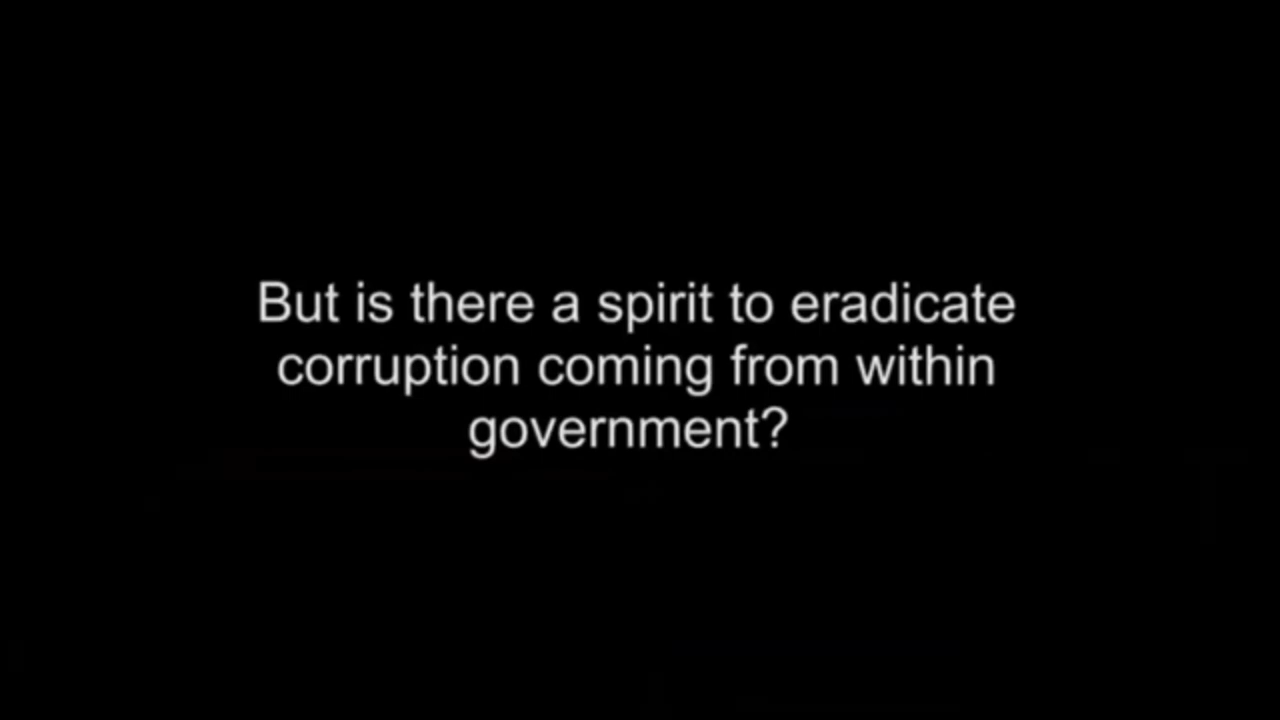 But is there a spirit to eradicate
corruption coming from within
government?